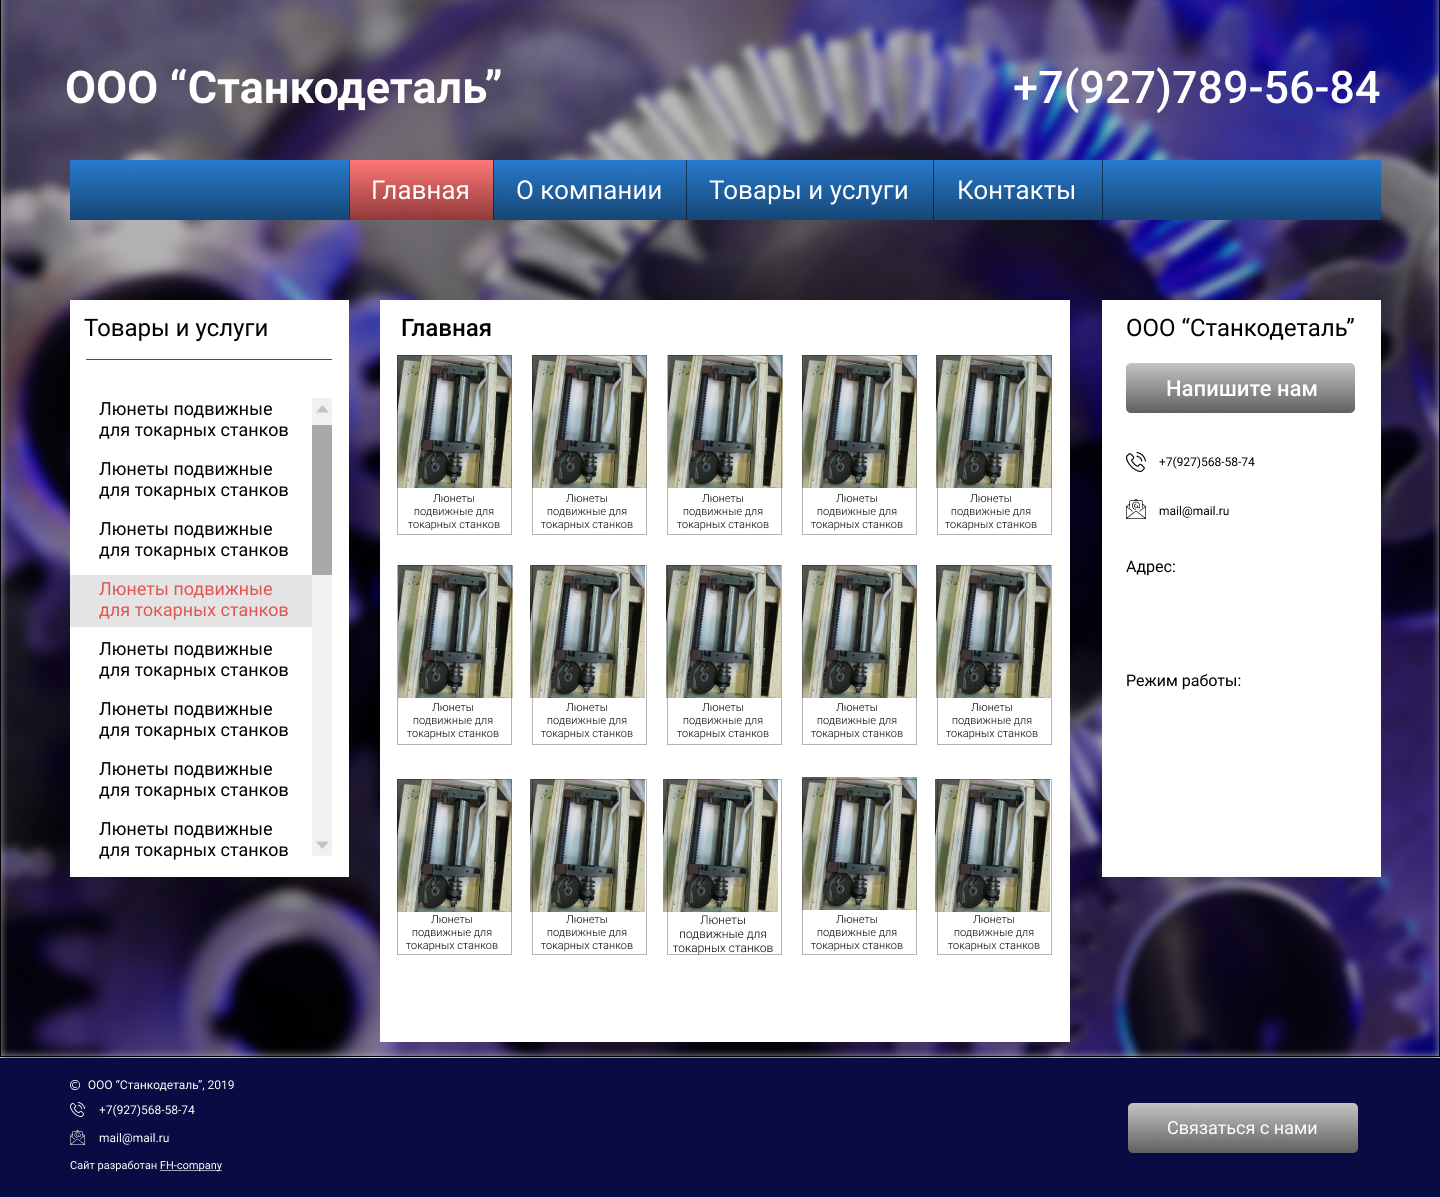 ООО “Станкодеталь”
+7(927)789-56-84
Главная
О компании
Товары и услуги
Контакты
Товары и услуги
Люнеты подвижные
для токарных станков
Люнеты подвижные
для токарных станков
Люнеты подвижные
для токарных станков
Люнеты подвижные
для токарных станков
Люнеты подвижные
для токарных станков
Люнеты подвижные
для токарных станков
Люнеты подвижные
для токарных станков
Люнеты подвижные
для токарных станков
Главная
Люнеты
подвижные для
токарных станков
Люнеты
подвижные для
токарных станков
Люнеты
подвижные для
токарных станков
Люнеты
подвижные для
токарных станков
Люнеты
подвижные для
токарных станков
Люнеты
подвижные для
токарных станков
Люнеты
подвижные для
токарных станков
Люнеты
подвижные для
токарных станков
Люнеты
подвижные для
токарных станков
Люнеты
подвижные для
токарных станков
Люнеты
подвижные для
токарных станков
Люнеты
подвижные для
токарных станков
Люнеты
подвижные для
токарных станков
Люнеты
подвижные для
токарных станков
Люнеты
подвижные для
токарных станков
ООО “Станкодеталь”
Напишите нам
+7(927)568-58-74
mail@mail.ru
Адрес:
Режим работы:
© ООО “Станкодеталь”, 2019
+7(927)568-58-74
mail@mail.ru
Сайт разработан FH-company
Связаться с нами